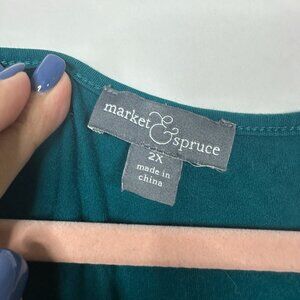 market &
spruce
2X
made in
china